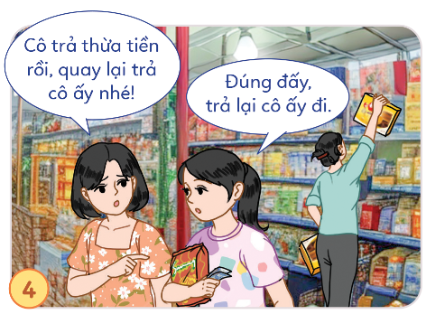 Cô trả thừa tiền
rồi, quay lại trả
cô ấy nhé!
Đúng đấy,
trả lại cô ấy đi.
4